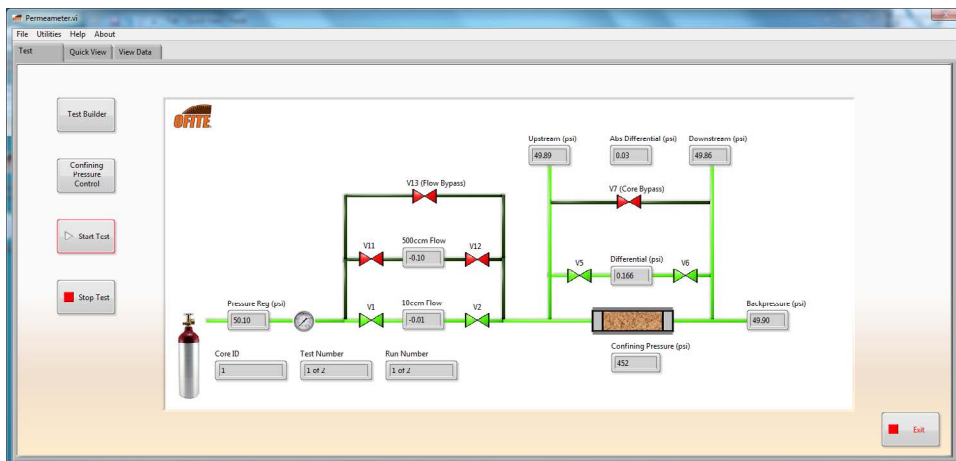 Permeameter.vi
File Utilities Help About
Test Quick View View Data
Test Builder
Confining
Pressure
Control
Start Test
Stop Test
OFITE
Upstream (psi)
49.89
Abs Differential (psi)
0.03
Downstream (psi)
49.86
V13 (Flow Bypass)
V7 (Core Bypass)
V11
500ccm Flow
-0.10
V12
V5
Differential (psi)
0.166
V6
Pressure Reg (psi)
50.10
V1
10ccm Flow
-0.01
V2
Backpressure (psi)
49.90
Core ID
1
Test Number
1 of 2
Run Number
1 of 2
Confining Pressure (psi)
452
Exit